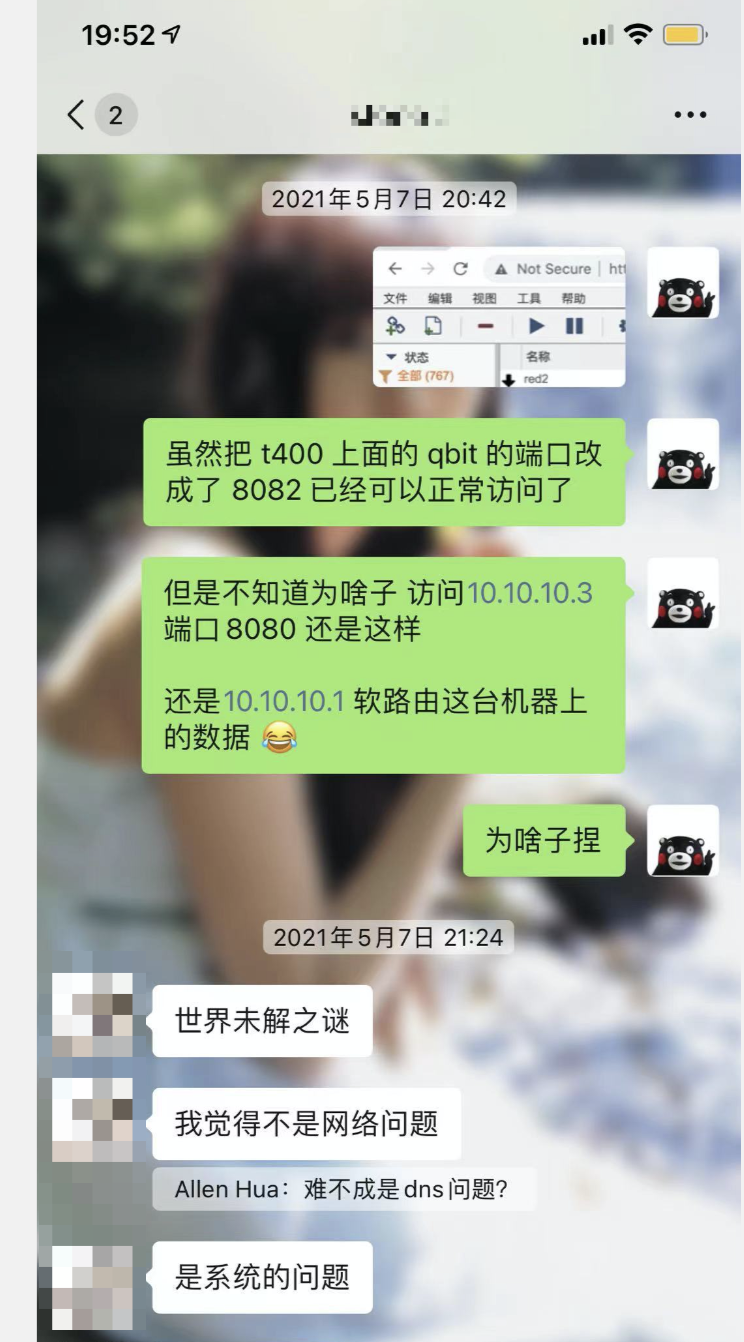 19:52
2
2021年5月7日 20:42
Not Secure
文件 编辑 视图 工具 帮助
状态 名称
全部 (767) red2
虽然把 t400 上面的 qbit 的端口改
成了 8082 已经可以正常访问了
但是不知道为啥子 访问10.10.10.3
端口8080 还是这样
还是10.10.10.1 软路由这台机器上
的数据 😂
为啥子捏
2021年5月7日 21:24
世界未解之谜
我觉得不是网络问题
Allen Hua：难不成是dns问题?
是系统的问题